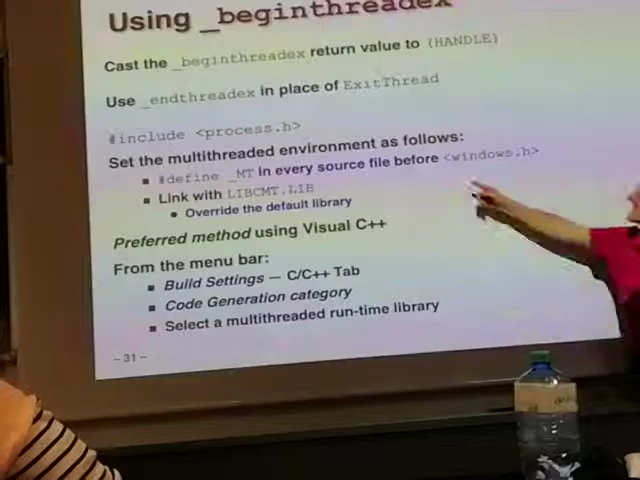 Using _beginthreadex
Cast the _beginthreadex return value to (HANDLE)
Use _endthreadex in place of ExitThread
#include <process.h>
Set the multithreaded environment as follows:
#define _MT in every source file before <windows.h>
Link with LIBCMT.LIB
Override the default library
Preferred method using Visual C++
From the menu bar:
Build Settings — C/C++ Tab
Code Generation category
Select a multithreaded run-time library
– 31 –